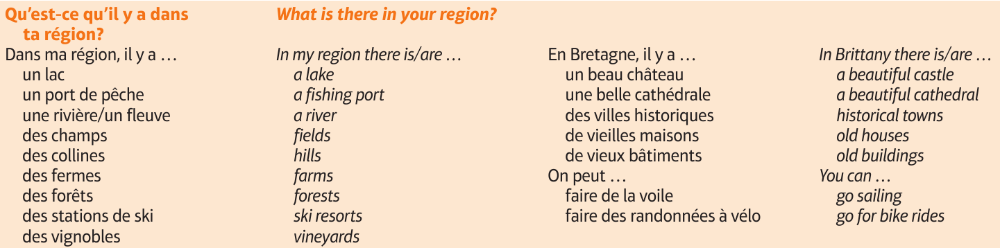 Qu'est-ce qu'il y a dans
ta région?
What is there in your region?
Dans ma région, il y a …
In my region there is/are …
un lac
a lake
un port de pêche
a fishing port
une rivière/un fleuve
a river
des champs
fields
des collines
hills
des fermes
farms
des forêts
forests
des stations de ski
ski resorts
des vignobles
vineyards
En Bretagne, il y a …
In Brittany there is/are …
un beau château
a beautiful castle
une belle cathédrale
a beautiful cathedral
des villes historiques
historical towns
de vieilles maisons
old houses
de vieux bâtiments
old buildings
On peut …
You can …
faire de la voile
go sailing
faire des randonnées à vélo
go for bike rides